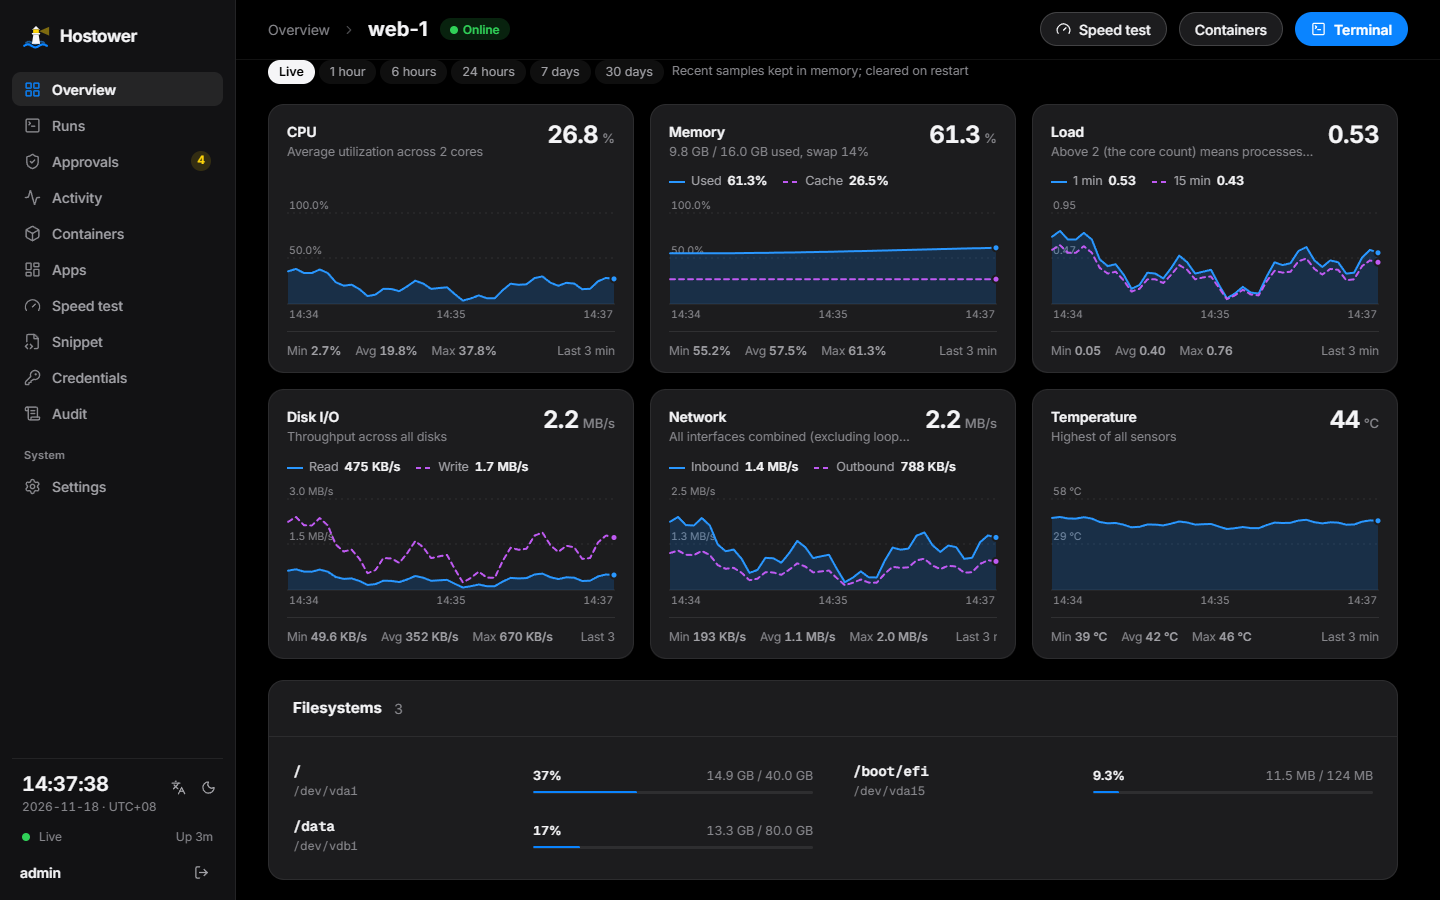 Hostower
Overview
Runs
Approvals 4
Activity
Containers
Apps
Speed test
Snippet
Credentials
Audit
System
Settings
14:37:38
2026-11-18 · UTC+08
Live Up 3m
admin
Overview > web-1 Online
Speed test Containers Terminal
Live 1 hour 6 hours 24 hours 7 days 30 days Recent samples kept in memory; cleared on restart
CPU 26.8 %
Average utilization across 2 cores
100.0%
50.0%
14:34 14:35 14:37
Min 2.7% Avg 19.8% Max 37.8% Last 3 min
Memory 61.3 %
9.8 GB / 16.0 GB used, swap 14%
Used 61.3% Cache 26.5%
100.0%
50.0%
14:34 14:35 14:37
Min 55.2% Avg 57.5% Max 61.3% Last 3 min
Load 0.53
Above 2 (the core count) means processes...
1 min 0.53 15 min 0.43
0.95
0.47
14:34 14:35 14:37
Min 0.05 Avg 0.40 Max 0.76 Last 3 min
Disk I/O 2.2 MB/s
Throughput across all disks
Read 475 KB/s Write 1.7 MB/s
3.0 MB/s
1.5 MB/s
14:34 14:35 14:37
Min 49.6 KB/s Avg 352 KB/s Max 670 KB/s Last 3
Network 2.2 MB/s
All interfaces combined (excluding loop...
Inbound 1.4 MB/s Outbound 788 KB/s
2.5 MB/s
1.3 MB/s
14:34 14:35 14:37
Min 193 KB/s Avg 1.1 MB/s Max 2.0 MB/s Last 3 r
Temperature 44 °C
Highest of all sensors
58 °C
29 °C
14:34 14:35 14:37
Min 39 °C Avg 42 °C Max 46 °C Last 3 min
Filesystems 3
/ 37% 14.9 GB / 40.0 GB
/dev/vda1
/boot/efi 9.3% 11.5 MB / 124 MB
/dev/vda15
/data 17% 13.3 GB / 80.0 GB
/dev/vdb1